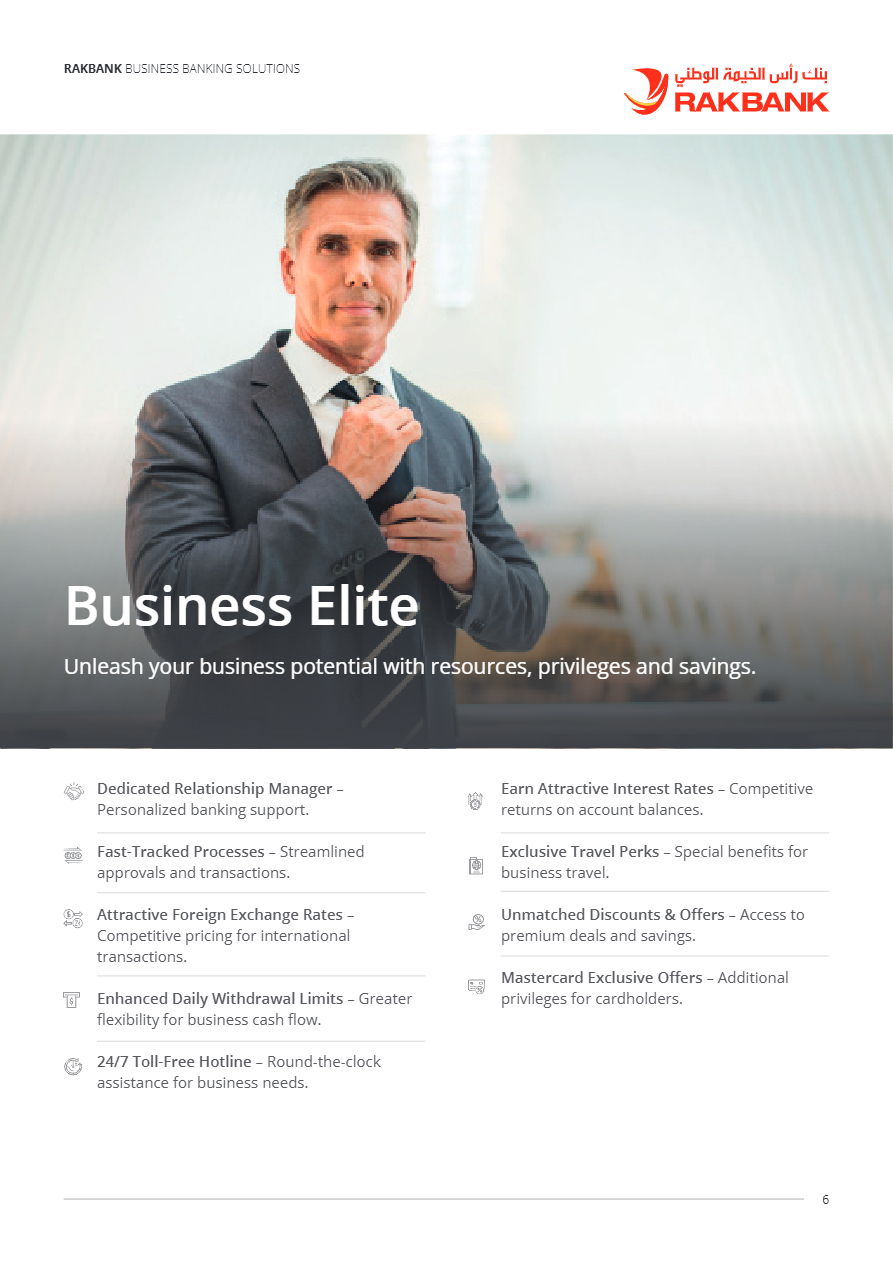 RAKBANK BUSINESS BANKING SOLUTIONS
بنك رأس الخيمة الوطني
RAKBANK
Business Elite
Unleash your business potential with resources, privileges and savings.
Dedicated Relationship Manager –
Personalized banking support.
Fast-Tracked Processes – Streamlined
approvals and transactions.
Attractive Foreign Exchange Rates –
Competitive pricing for international
transactions.
Enhanced Daily Withdrawal Limits – Greater
flexibility for business cash flow.
24/7 Toll-Free Hotline – Round-the-clock
assistance for business needs.
Earn Attractive Interest Rates – Competitive
returns on account balances.
Exclusive Travel Perks – Special benefits for
business travel.
Unmatched Discounts & Offers – Access to
premium deals and savings.
Mastercard Exclusive Offers – Additional
privileges for cardholders.
6